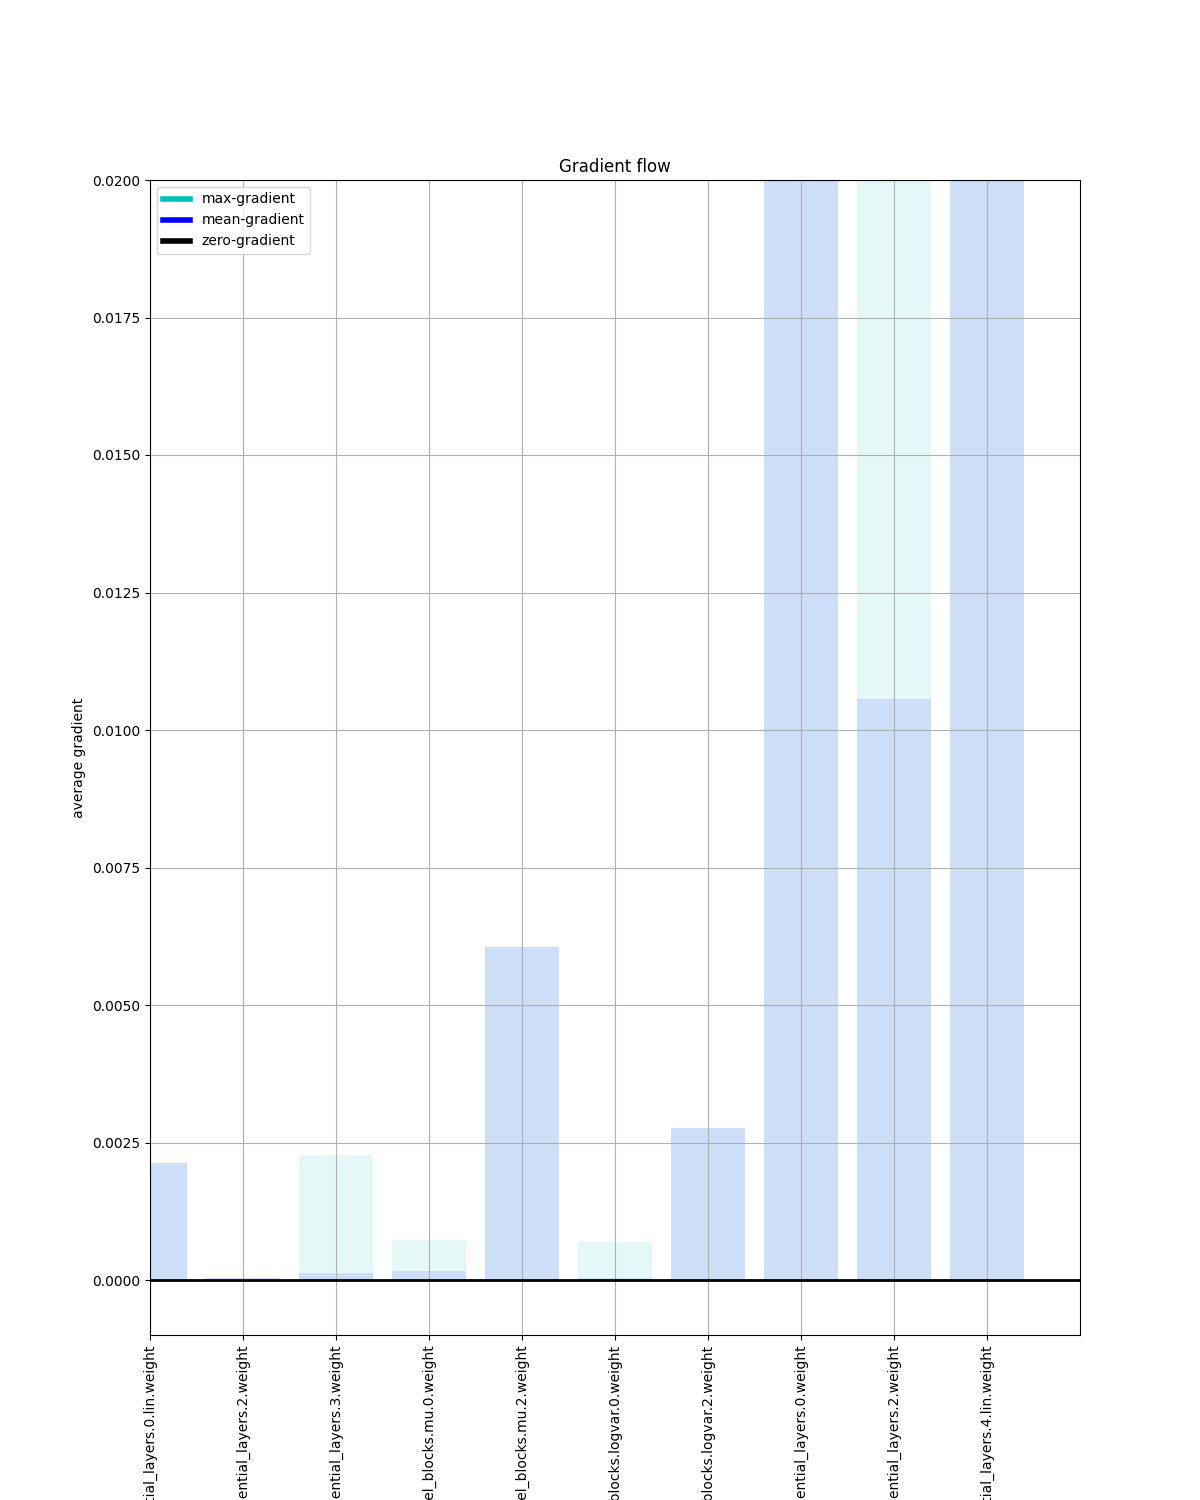 Gradient flow
max-gradient
mean-gradient
zero-gradient
0.0200
0.0175
0.0150
0.0125
0.0100
0.0075
0.0050
0.0025
0.0000
average gradient
tial_layers.0.lin.weight
ential_layers.2.weight
ential_layers.3.weight
el_blocks.mu.0.weight
el_blocks.mu.2.weight
blocks.logvar.0.weight
blocks.logvar.2.weight
ential_layers.0.weight
ential_layers.2.weight
tial_layers.4.lin.weight